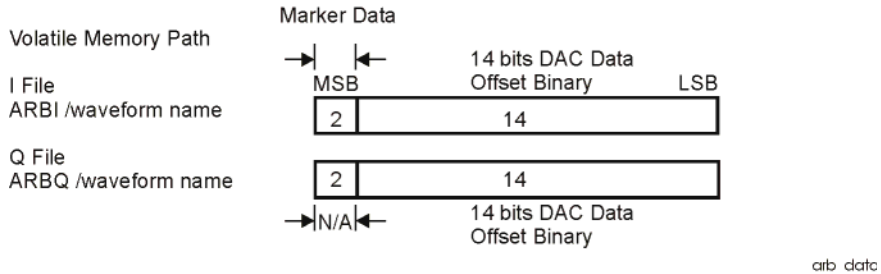 Marker Data
Volatile Memory Path
14 bits DAC Data
I File
MSB Offset Binary LSB
ARBI /waveform name
2 14
Q File
ARBQ /waveform name
2 14
N/A 14 bits DAC Data
Offset Binary
arb data